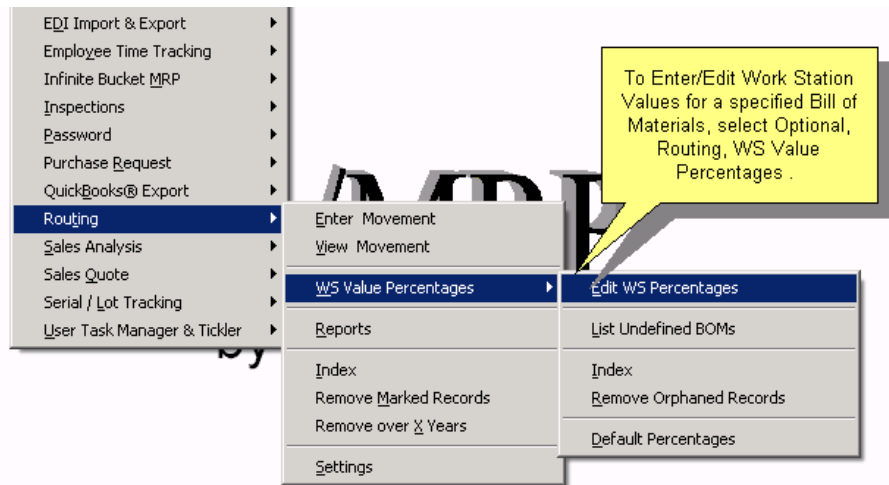 EDI Import & Export
Employee Time Tracking
Infinite Bucket MRP
Inspections
Password
Purchase Request
QuickBooks® Export
Routing
Sales Analysis
Sales Quote
Serial / Lot Tracking
User Task Manager & Tickler
Enter Movement
View Movement
WS Value Percentages
Reports
Index
Remove Marked Records
Remove over X Years
Settings
Edit WS Percentages
List Undefined BOMs
Index
Remove Orphaned Records
Default Percentages
To Enter/Edit Work Station
Values for a specified Bill of
Materials, select Optional,
Routing, WS Value
Percentages .
by